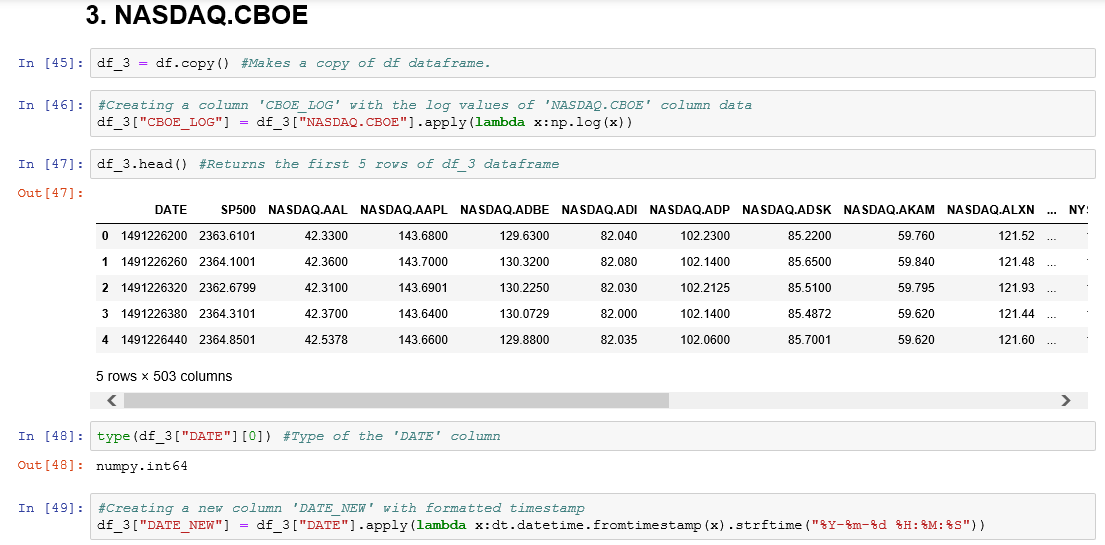 3. NASDAQ.CBOE
In [45]: df_3 = df.copy() #Makes a copy of df dataframe.
In [46]: #Creating a column 'CBOE_LOG' with the log values of 'NASDAQ.CBOE' column data
df_3["CBOE_LOG"] = df_3["NASDAQ.CBOE"].apply(lambda x:np.log(x))
In [47]: df_3.head() #Returns the first 5 rows of df_3 dataframe
Out[47]:
DATE SP500 NASDAQ.AAL NASDAQ.AAPL NASDAQ.ADBE NASDAQ.ADI NASDAQ.ADP NASDAQ.ADSK NASDAQ.AKAM NASDAQ.ALXN ...
0 1491226200 2363.6101 42.3300 143.6800 129.6300 82.040 102.2300 85.2200 59.760 121.52 ...
1 1491226260 2364.1001 42.3600 143.7000 130.3200 82.080 102.1400 85.6500 59.840 121.48 ...
2 1491226320 2362.6799 42.3100 143.6901 130.2250 82.030 102.2125 85.5100 59.795 121.93 ...
3 1491226380 2364.3101 42.3700 143.6400 130.0729 82.000 102.1400 85.4872 59.620 121.44 ...
4 1491226440 2364.8501 42.5378 143.6600 129.8800 82.035 102.0600 85.7001 59.620 121.60 ...
5 rows × 503 columns
In [48]: type(df_3["DATE"][0]) #Type of the 'DATE' column
Out[48]: numpy.int64
In [49]: #Creating a new column 'DATE_NEW' with formatted timestamp
df_3["DATE_NEW"] = df_3["DATE"].apply(lambda x:dt.datetime.fromtimestamp(x).strftime("%Y-%m-%d %H:%M:%S"))